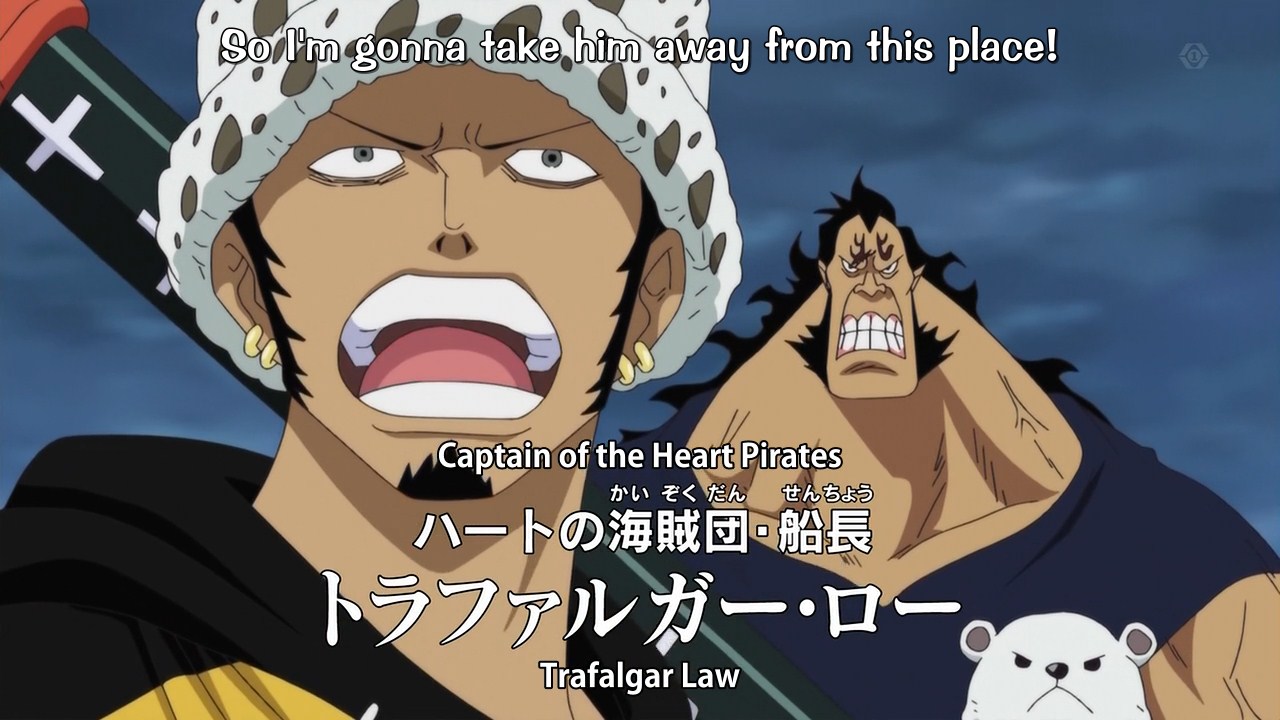 So I'm gonna take him away from this place!
Captain of the Heart Pirates
かいぞくだん せんちょう
ハートの海賊団・船長
トラファルガー・ロー
Trafalgar Law